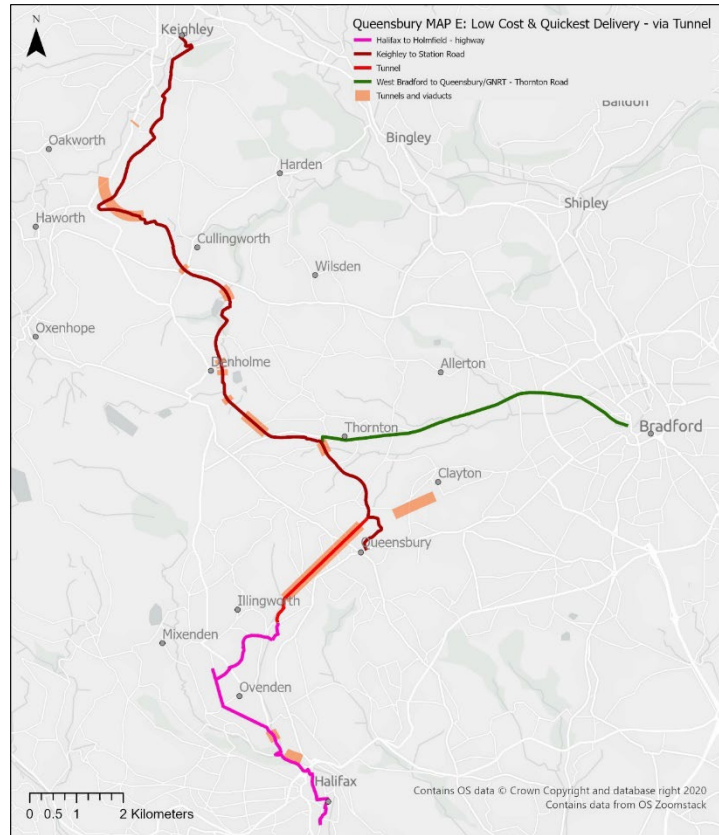 Queensbury MAP E: Low Cost & Quickest Delivery - via Tunnel
Halifax to Holmfield - highway
Keighley to Station Road
Tunnel
West Bradford to Queensbury/GNRT - Thornton Road
Tunnels and viaducts
N
Keighley
Baildon
Oakworth
Bingley
Harden
Shipley
Haworth
Cullingworth
Wilsden
Oxenhope
Denholme
Allerton
Thornton
Bradford
Clayton
Queensbury
Illingworth
Mixenden
Ovenden
Halifax
0 0.5 1 2 Kilometers
Contains OS data © Crown Copyright and database right 2020
Contains data from OS Zoomstack